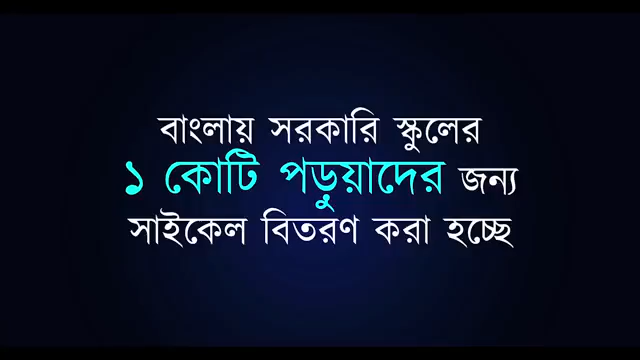 বাংলায় সরকারি স্কুলের
১ কোটি পড়ুয়াদের জন্য
সাইকেল বিতরণ করা হচ্ছে